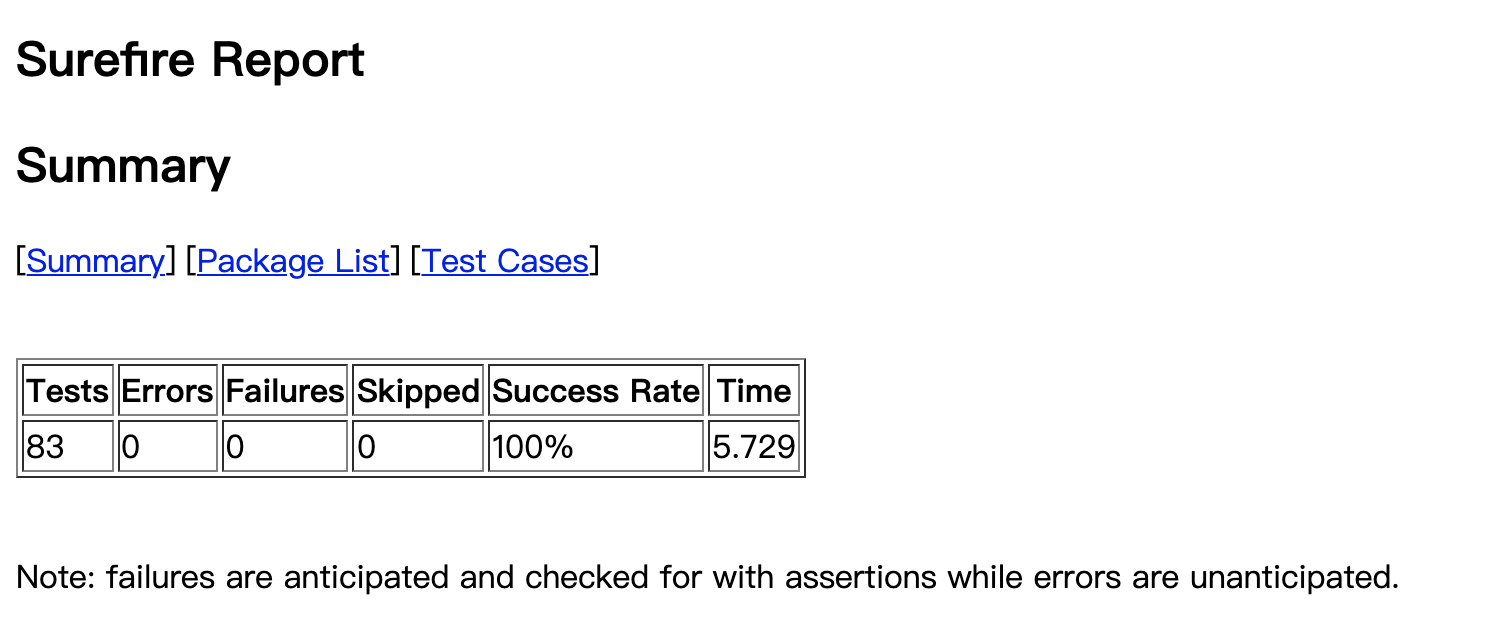 Surefire Report
Summary
[Summary] [Package List] [Test Cases]
Tests Errors Failures Skipped Success Rate Time
83 0 0 0 100% 5.729
Note: failures are anticipated and checked for with assertions while errors are unanticipated.